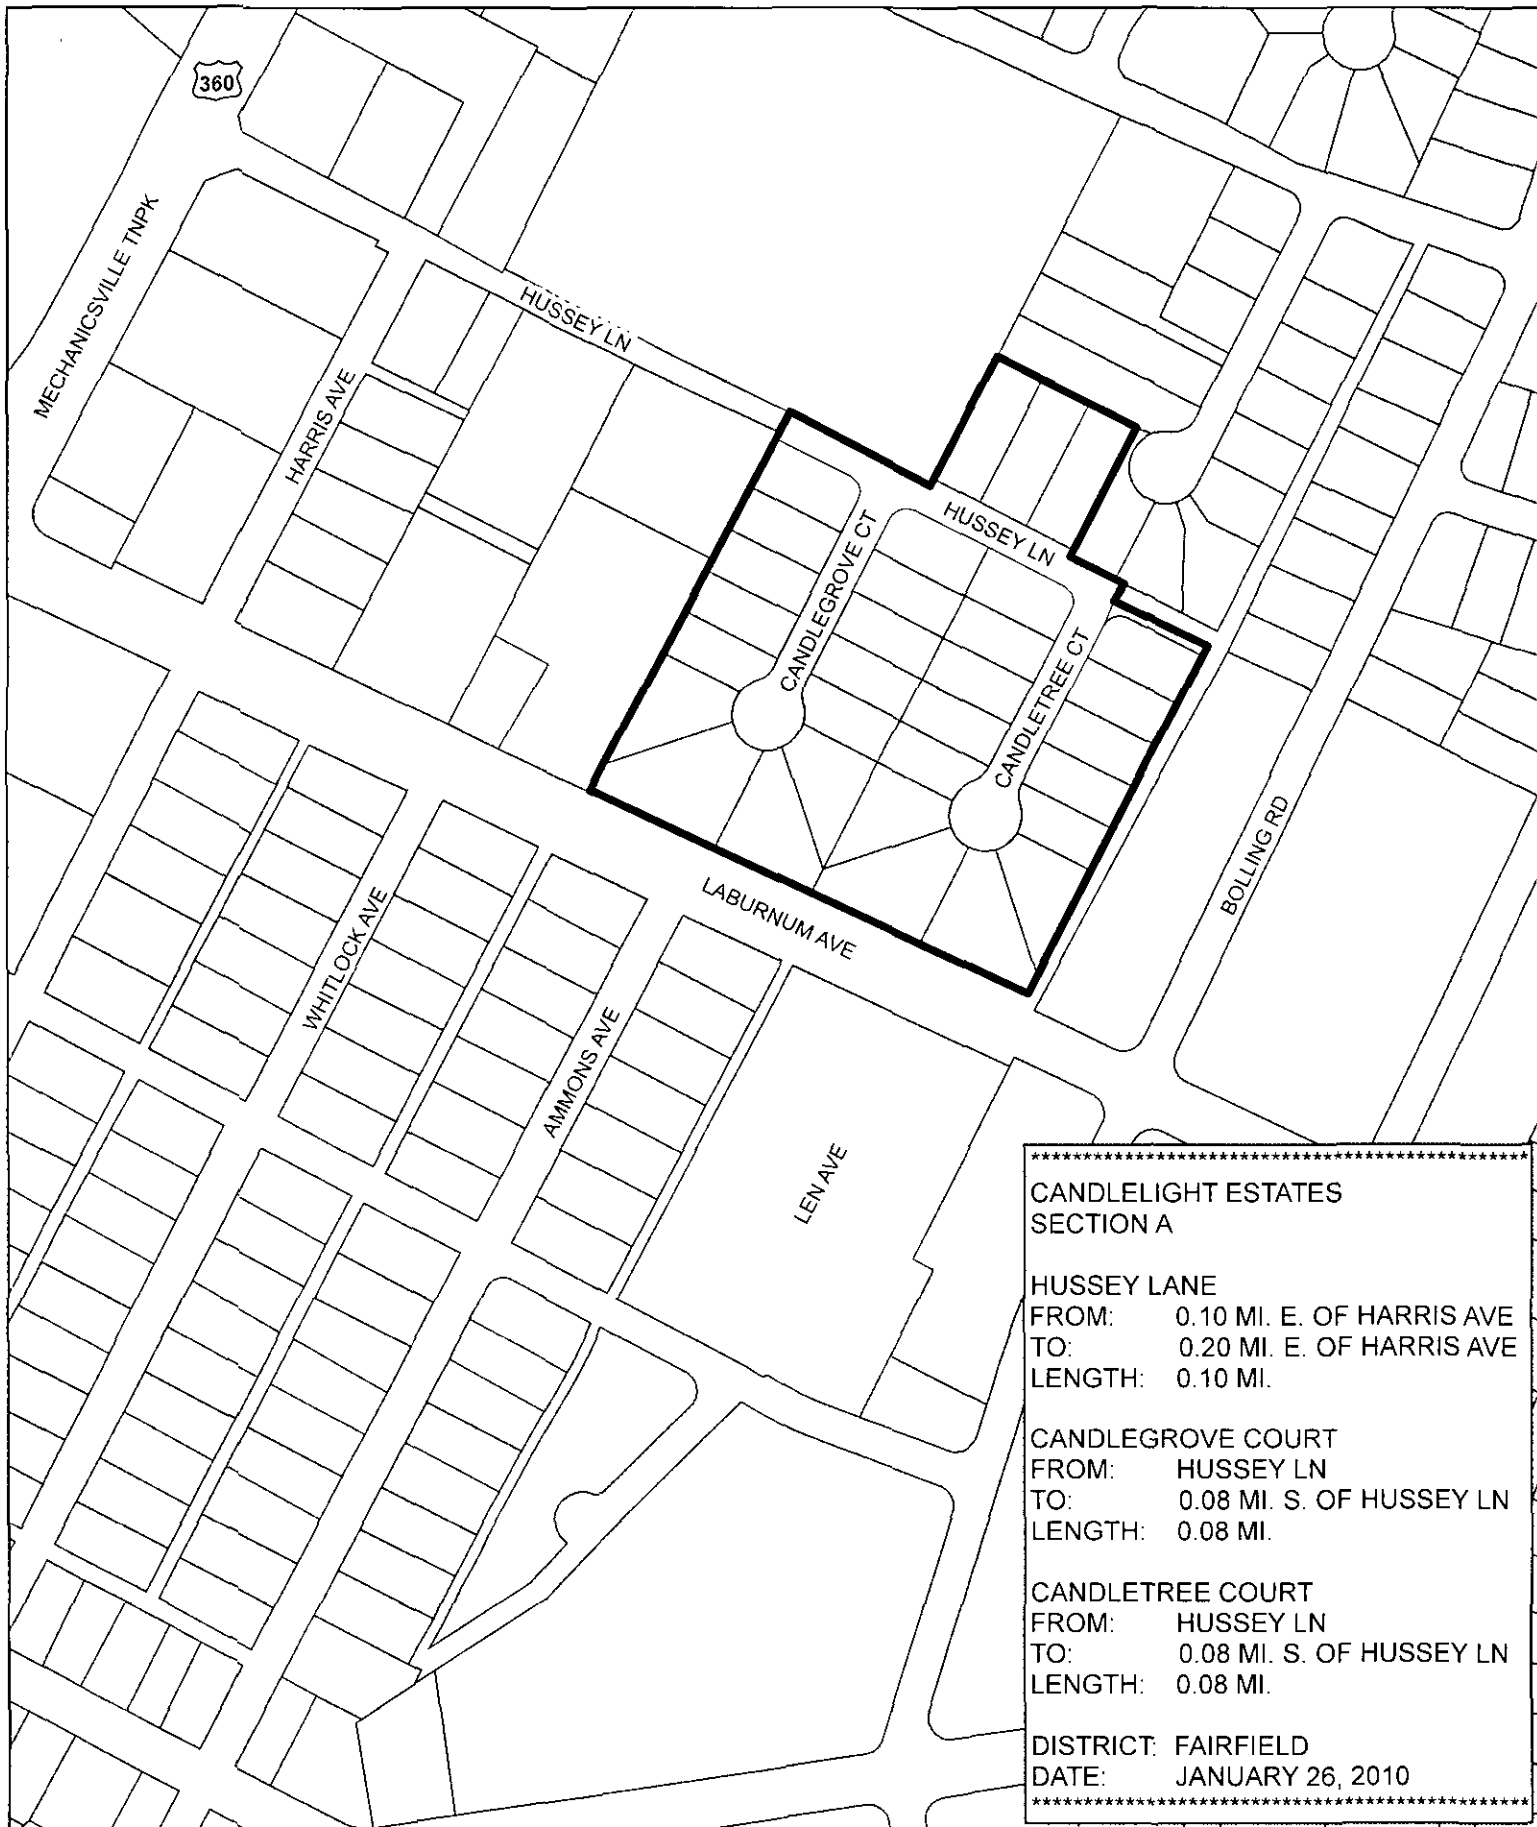 360
MECHANICSVILLE TNPK
HUSSEY LN
HARRIS AVE
HUSSEY LN
CANDLEGROVE CT
CANDLETREE CT
BOLLING RD
LABURNUM AVE
WHITLOCK AVE
AMMONS AVE
LEN AVE
************************************************
CANDLELIGHT ESTATES
SECTION A
HUSSEY LANE
FROM: 0.10 MI. E. OF HARRIS AVE
TO: 0.20 MI. E. OF HARRIS AVE
LENGTH: 0.10 MI.
CANDLEGROVE COURT
FROM: HUSSEY LN
TO: 0.08 MI. S. OF HUSSEY LN
LENGTH: 0.08 MI.
CANDLETREE COURT
FROM: HUSSEY LN
TO: 0.08 MI. S. OF HUSSEY LN
LENGTH: 0.08 MI.
DISTRICT: FAIRFIELD
DATE: JANUARY 26, 2010
************************************************